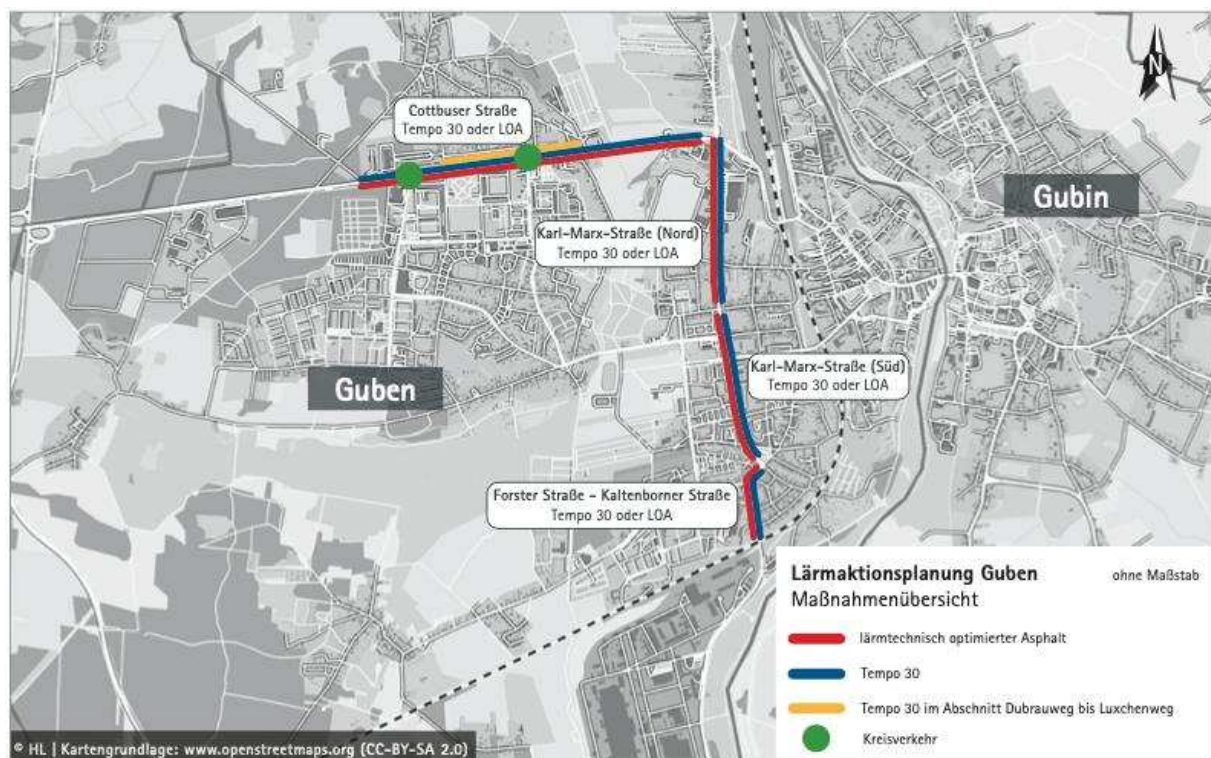 N
Cottbuser Straße
Tempo 30 oder LOA
Gubin
Karl-Marx-Straße (Nord)
Tempo 30 oder LOA
Karl-Marx-Straße (Süd)
Tempo 30 oder LOA
Guben
Forster Straße - Kaltenborner Straße
Tempo 30 oder LOA
Lärmaktionsplanung Guben
ohne Maßstab
Maßnahmenübersicht
lärmtechnisch optimierter Asphalt
Tempo 30
Tempo 30 im Abschnitt Dubrauweg bis Luxchenweg
Kreisverkehr
© HL | Kartengrundlage: www.openstreetmaps.org (CC-BY-SA 2.0)